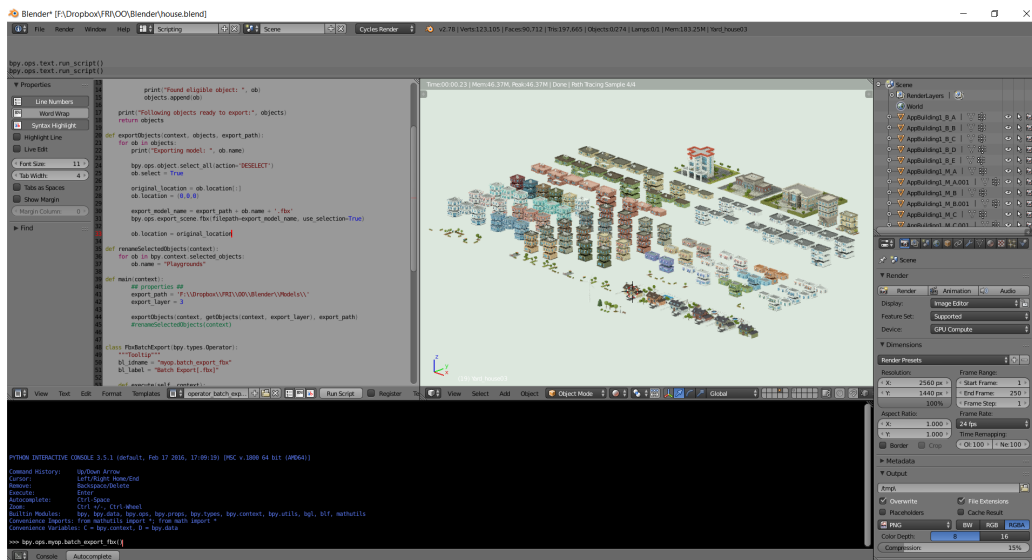 Blender* [F:\Dropbox\FRI\OO\Blender\house.blend]
File Render Window Help Scripting Scene Cycles Render v2.76 | Verts:123,105 | Faces:90,712 | Tris:197,665 | Objects:0/274 | Lamps:0/1 | Mem:183.25M | Yard_house03
bpy.ops.text.run_script()
bpy.ops.text.run_script()
Properties
Line Numbers
Word Wrap
Syntax Highlight
Highlight Line
Live Edit
Font Size: 11
Tab Width: 4
Tabs as Spaces
Show Margin
Margin Column: 0
Find
print("Found eligible object: ", ob)
objects.append(ob)
print("Following objects ready to export:", objects)
return objects
def exportObjects(context, objects, export_path):
for ob in objects:
print("Exporting model: ", ob.name)
bpy.ops.object.select_all(action="DESELECT")
ob.select = True
original_location = ob.location[:]
ob.location = (0,0,0)
export_model_name = export_path + ob.name + '.fbx'
bpy.ops.export_scene.fbx(filepath=export_model_name, use_selection=True)
ob.location = original_location
def renameSelectedObjects(context):
for ob in bpy.context.selected_objects:
ob.name = "Playgrounds"
def main(context):
## properties ##
export_path = 'F:\\Dropbox\\FRI\\OO\\Blender\\Models\\'
export_layer = 3
exportObjects(context, getObjects(context, export_layer), export_path)
#renameSelectedObjects(context)
class FbxBatchExport(bpy.types.Operator):
"""Tooltip"""
bl_idname = "myop.batch_export_fbx"
bl_label = "Batch Export(.fbx)"
def execute(self, context):
View Text Edit Format Templates operator_batch_exp... Run Script Register Te
Time:00:00.23 | Mem:46.37M, Peak:46.37M | Done | Path Tracing Sample 4/4
View Select Add Object Object Mode Global
Scene
RenderLayers
World
AppBuilding1_B_A
AppBuilding1_B_B
AppBuilding1_B_C
AppBuilding1_B_D
AppBuilding1_B_E
AppBuilding1_M_A
AppBuilding1_M_A.001
AppBuilding1_M_B
AppBuilding1_M_B.001
AppBuilding1_M_C
Scene
Render
Render Animation Audio
Display: Image Editor
Feature Set: Supported
Device: GPU Compute
Dimensions
Render Presets
Resolution: Frame Range:
X: 2560 px Start Frame: 1
Y: 1440 px End Frame: 250
100% Frame Step: 1
Aspect Ratio: Frame Rate:
X: 1.000 24 fps
Y: 1.000 Time Remapping:
Border Crop Ol:100 Ne:100
Metadata
Output
/tmp\
Overwrite File Extensions
Placeholders Cache Result
PNG BW RGB RGBA
Color Depth: 8 16
Compression: 15%
PYTHON INTERACTIVE CONSOLE 3.5.1 (default, Feb 17 2016, 17:09:19) [MSC v.1800 64 bit (AMD64)]
Command History: Up/Down Arrow
Cursor: Left/Right Home/End
Remove: Backspace/Delete
Execute: Enter
Autocomplete: Ctrl-Space
Zoom: Ctrl +/-, Ctrl-Wheel
Builtin Modules: bpy, bpy.data, bpy.ops, bpy.props, bpy.types, bpy.context, bpy.utils, bgl, blf, mathutils
Convenience Imports: from mathutils import *; from math import *
Convenience Variables: C = bpy.context, D = bpy.data
>>> bpy.ops.myop.batch_export_fbx()
Console Autocomplete